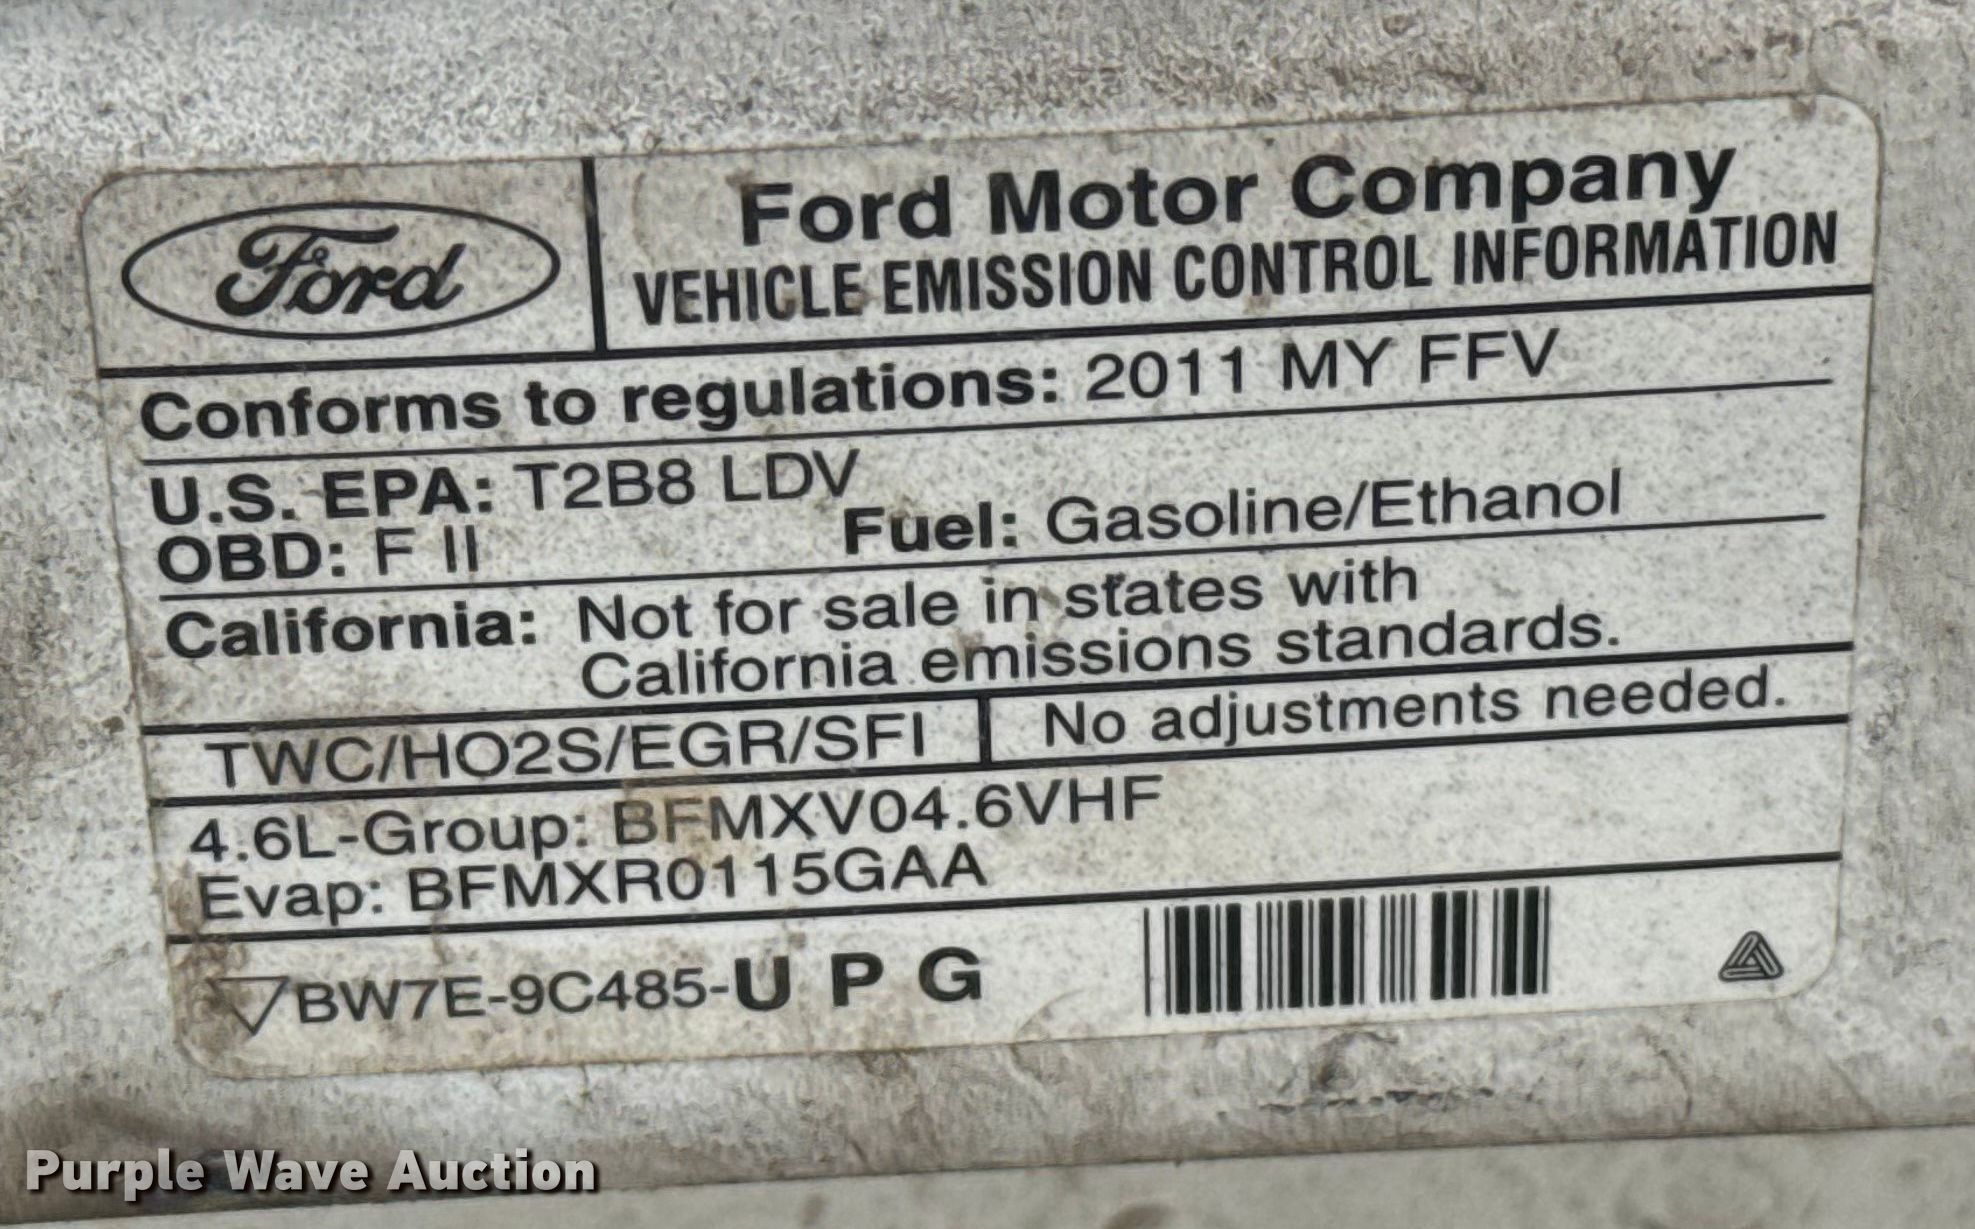 Ford
Ford Motor Company
VEHICLE EMISSION CONTROL INFORMATION
Conforms to regulations: 2011 MY FFV
U.S. EPA: T2B8 LDV
OBD: F II
Fuel: Gasoline/Ethanol
California: Not for sale in states with
California emissions standards.
TWC/HO2S/EGR/SFI
No adjustments needed.
4.6L-Group: BFMXV04.6VHF
Evap: BFMXR0115GAA
BW7E-9C485-U P G
Purple Wave Auction